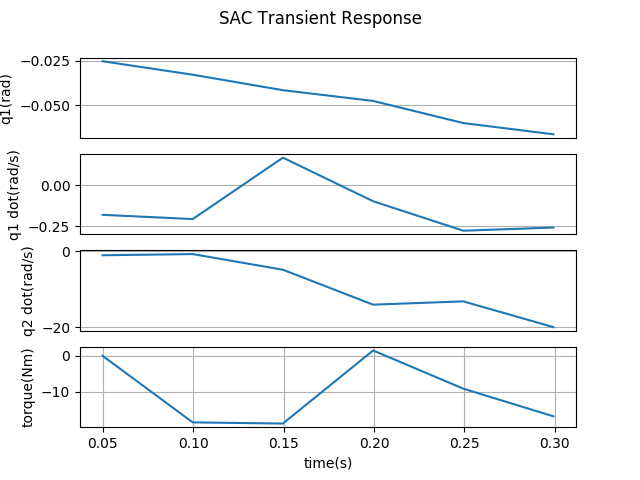 SAC Transient Response
q1(rad)
−0.025
−0.050
q1 dot(rad/s)
0.00
−0.25
q2 dot(rad/s)
0
−20
torque(Nm)
0
−10
0.05 0.10 0.15 0.20 0.25 0.30
time(s)